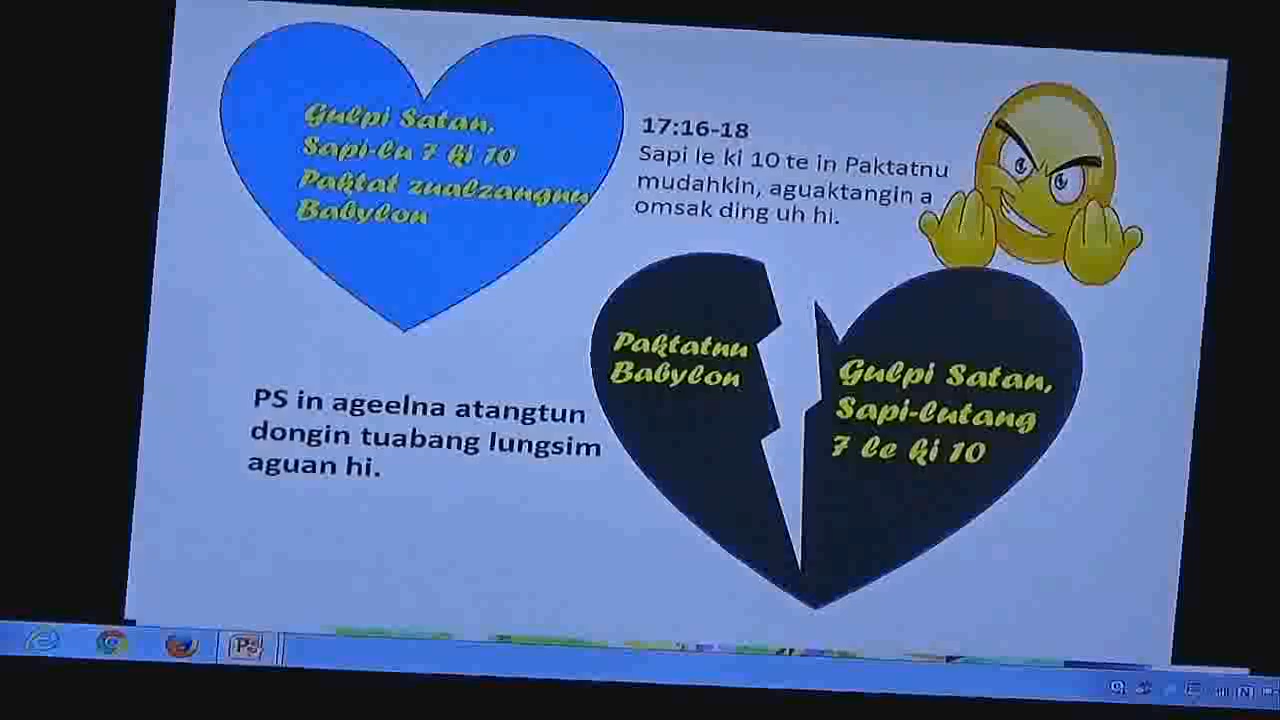 Gulpi Satan,
Sapi-lu 7 ki 10
Paktat zualzangnu
Babylon
17:16-18
Sapi le ki 10 te in Paktatnu
mudahkin, aguaktangin a
omsak ding uh hi.
Paktatnu
Babylon
Gulpi Satan,
Sapi-lutang
7 le ki 10
PS in ageelna atangtun
dongin tuabang lungsim
aguan hi.